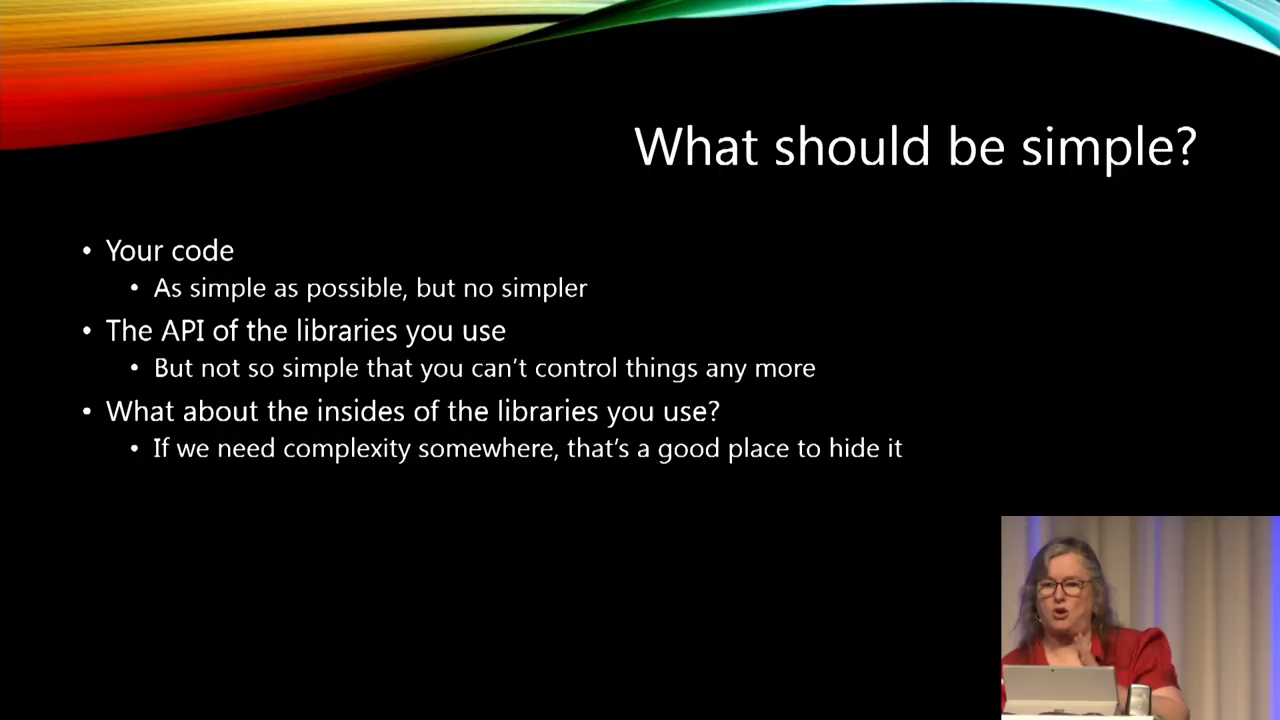 What should be simple?
• Your code
• As simple as possible, but no simpler
• The API of the libraries you use
• But not so simple that you can't control things any more
• What about the insides of the libraries you use?
• If we need complexity somewhere, that's a good place to hide it